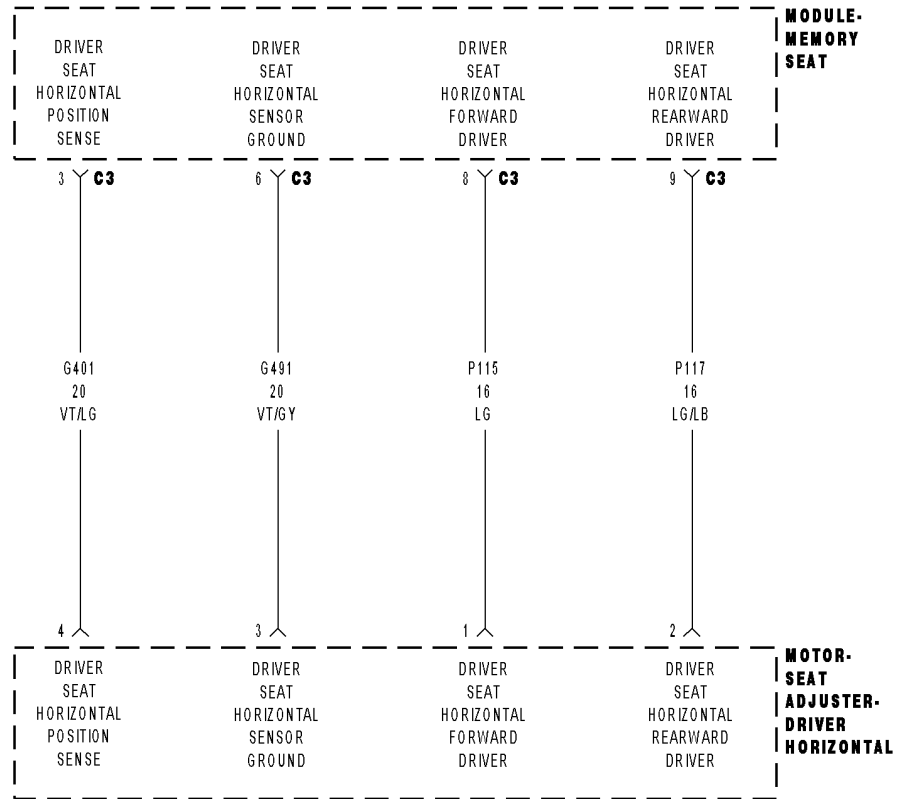 MODULE-
MEMORY
SEAT
DRIVER
SEAT
HORIZONTAL
POSITION
SENSE
DRIVER
SEAT
HORIZONTAL
SENSOR
GROUND
DRIVER
SEAT
HORIZONTAL
FORWARD
DRIVER
DRIVER
SEAT
HORIZONTAL
REARWARD
DRIVER
3 C3
6 C3
8 C3
9 C3
G401
20
VT/LG
G491
20
VT/GY
P115
16
LG
P117
16
LG/LB
4
3
1
2
DRIVER
SEAT
HORIZONTAL
POSITION
SENSE
DRIVER
SEAT
HORIZONTAL
SENSOR
GROUND
DRIVER
SEAT
HORIZONTAL
FORWARD
DRIVER
DRIVER
SEAT
HORIZONTAL
REARWARD
DRIVER
MOTOR-
SEAT
ADJUSTER-
DRIVER
HORIZONTAL